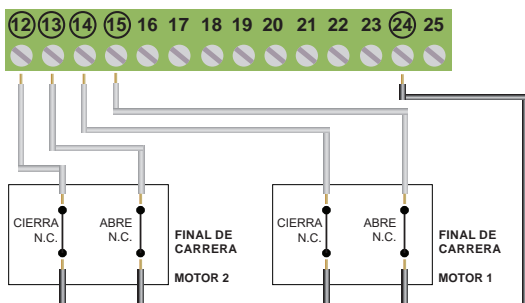 12 13 14 15 16 17 18 19 20 21 22 23 24 25
CIERRA
N.C.
ABRE
N.C.
FINAL DE
CARRERA
MOTOR 2
CIERRA
N.C.
ABRE
N.C.
FINAL DE
CARRERA
MOTOR 1